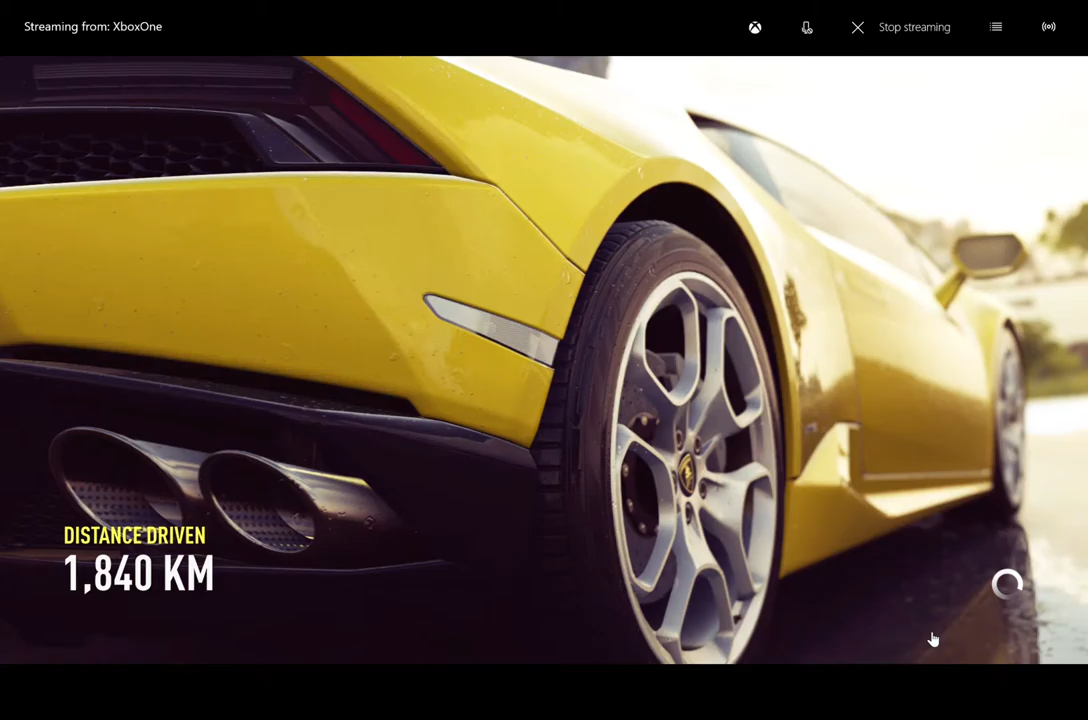 Streaming from: XboxOne
Stop streaming
DISTANCE DRIVEN
1,840 KM